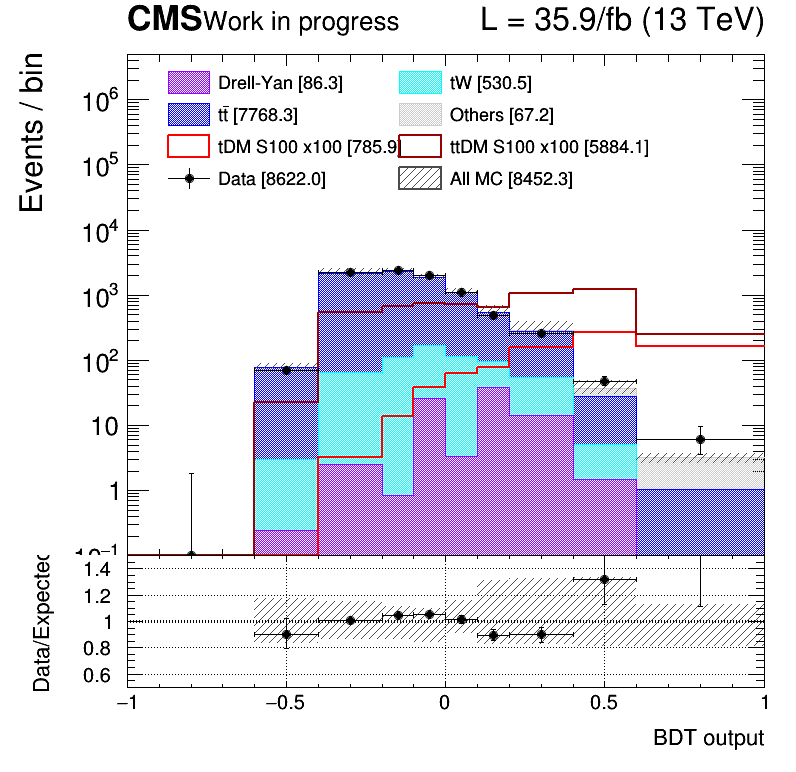 CMS Work in progress L = 35.9/fb (13 TeV)
Events / bin
Drell-Yan [86.3] tW [530.5]
tt̄ [7768.3] Others [67.2]
tDM S100 x100 [785.9] ttDM S100 x100 [5884.1]
Data [8622.0] All MC [8452.3]
10⁶
10⁵
10⁴
10³
10²
10
1
10⁻¹
Data/Expected
1.4
1.2
1
0.8
0.6
−1 −0.5 0 0.5 1
BDT output